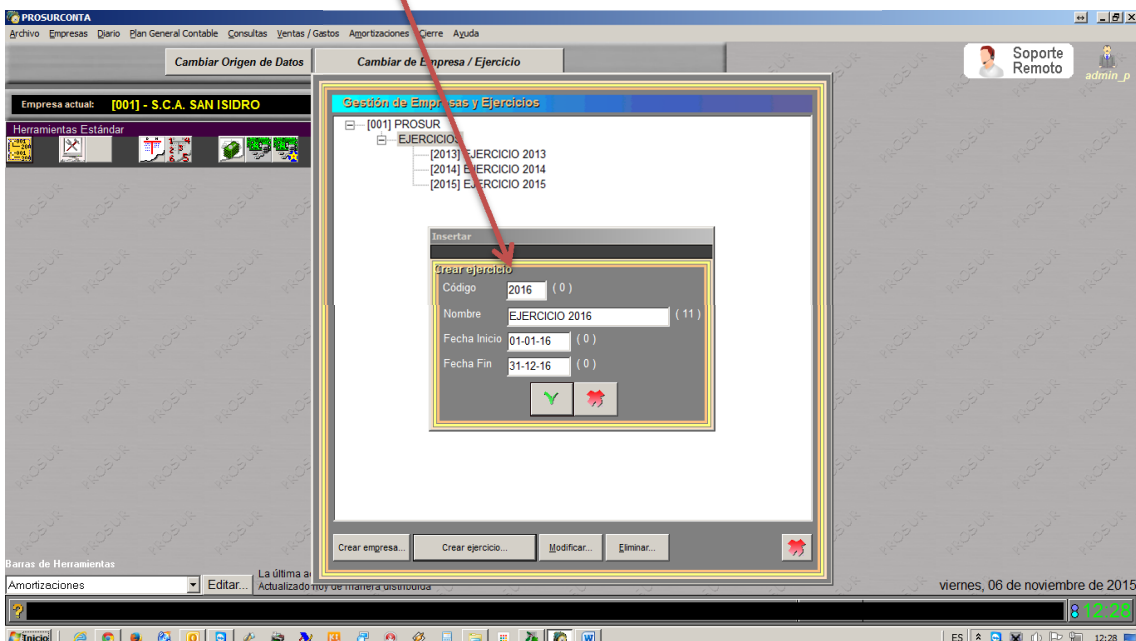 PROSURCONTA
Archivo Empresas Diario Plan General Contable Consultas Ventas / Gastos Amortizaciones Cierre Ayuda
Cambiar Origen de Datos
Cambiar de Empresa / Ejercicio
Soporte Remoto
admin_p
Empresa actual: [001] - S.C.A. SAN ISIDRO
Herramientas Estándar
Gestión de Empresas y Ejercicios
[001] PROSUR
EJERCICIOS
[2013] EJERCICIO 2013
[2014] EJERCICIO 2014
[2015] EJERCICIO 2015
Insertar
Crear ejercicio
Código 2016 ( 0 )
Nombre EJERCICIO 2016 ( 11 )
Fecha Inicio 01-01-16 ( 0 )
Fecha Fin 31-12-16 ( 0 )
Crear empresa... Crear ejercicio... Modificar... Eliminar...
Barras de Herramientas
Amortizaciones Editar...
La última a
Actualizado hoy de manera distribuida
viernes, 06 de noviembre de 2015
12:28
Inicio
ES 12:28
PROSUR